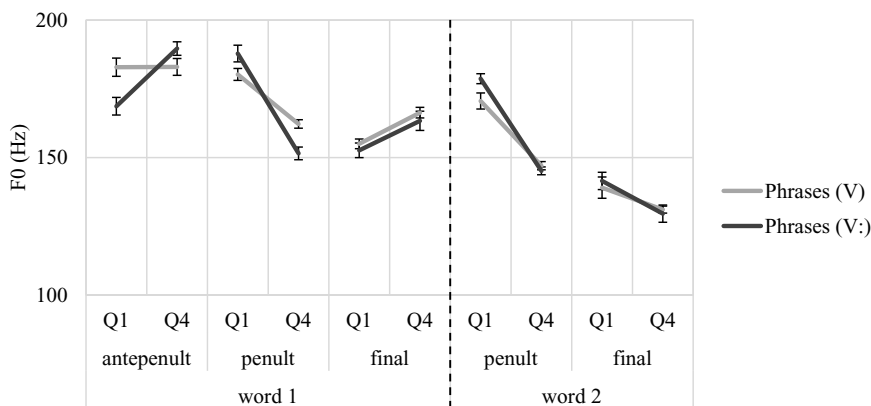 200
150
100
F0 (Hz)
Q1 Q4 Q1 Q4 Q1 Q4 Q1 Q4 Q1 Q4
antepenult penult final penult final
word 1 word 2
Phrases (V)
Phrases (V:)